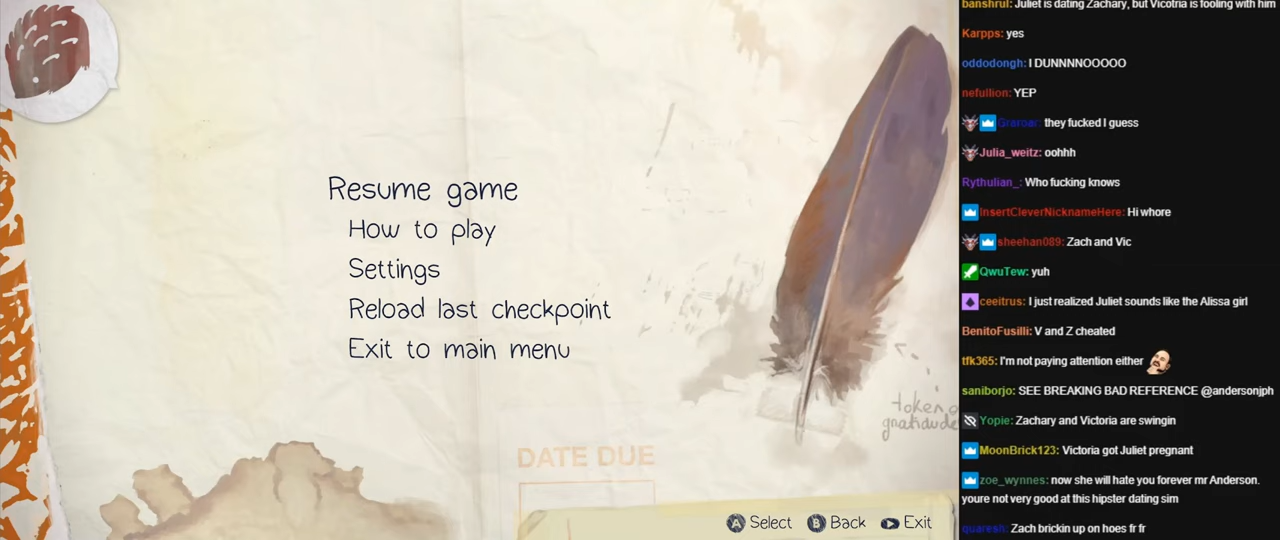 Resume game
How to play
Settings
Reload last checkpoint
Exit to main menu
token o
gratidude
DATE DUE
A Select B Back Exit
banshrul: Juliet is dating Zachary, but Vicotria is fooling with him
Karpps: yes
oddodongh: I DUNNNNOOOOO
nefullion: YEP
Graroar: they fucked I guess
Julia_weitz: oohhh
Rythulian_: Who fucking knows
InsertCleverNicknameHere: Hi whore
sheehan089: Zach and Vic
QwuTew: yuh
ceeitrus: I just realized Juliet sounds like the Alissa girl
BenitoFusilli: V and Z cheated
tfk365: I'm not paying attention either
saniborjo: SEE BREAKING BAD REFERENCE @andersonjph
Yopie: Zachary and Victoria are swingin
MoonBrick123: Victoria got Juliet pregnant
zoe_wynnes: now she will hate you forever mr Anderson.
youre not very good at this hipster dating sim
quaresh: Zach brickin up on hoes fr fr